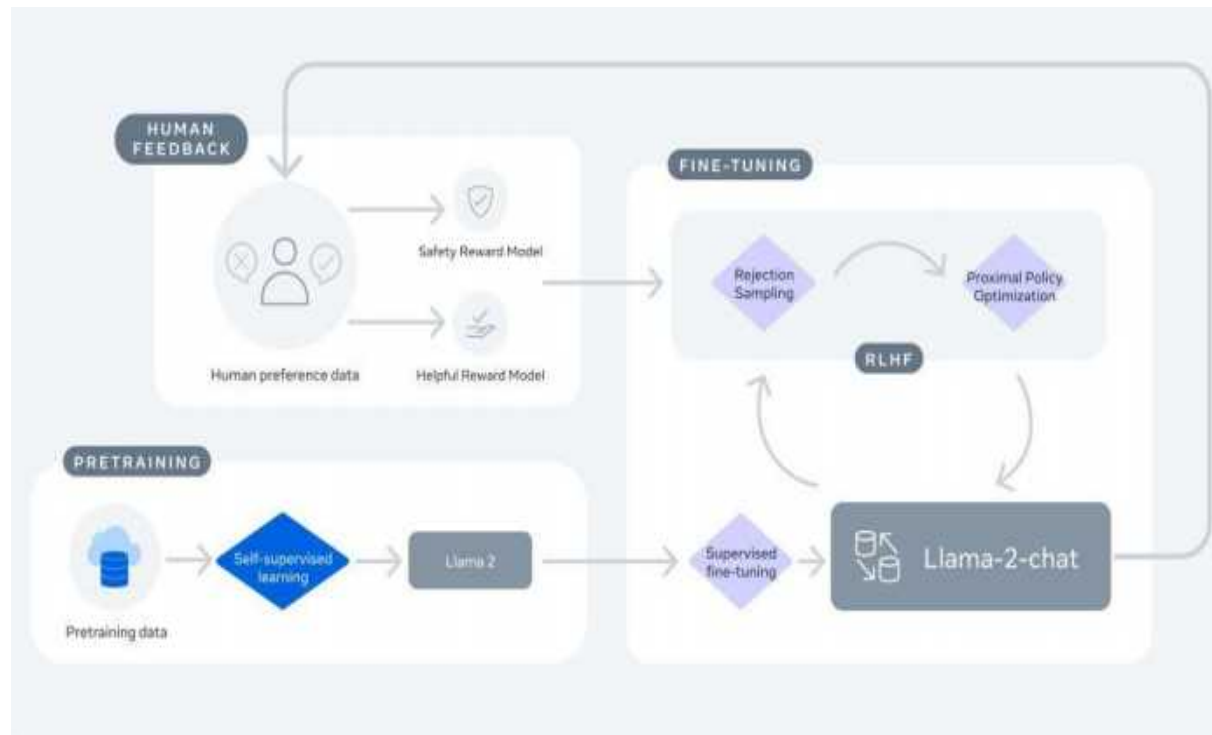 HUMAN
FEEDBACK
Safety Reward Model
Human preference data
Helpful Reward Model
FINE-TUNING
Rejection
Sampling
Proximal Policy
Optimization
RLHF
PRETRAINING
Pretraining data
Self-supervised
learning
Llama 2
Supervised
fine-tuning
Llama-2-chat